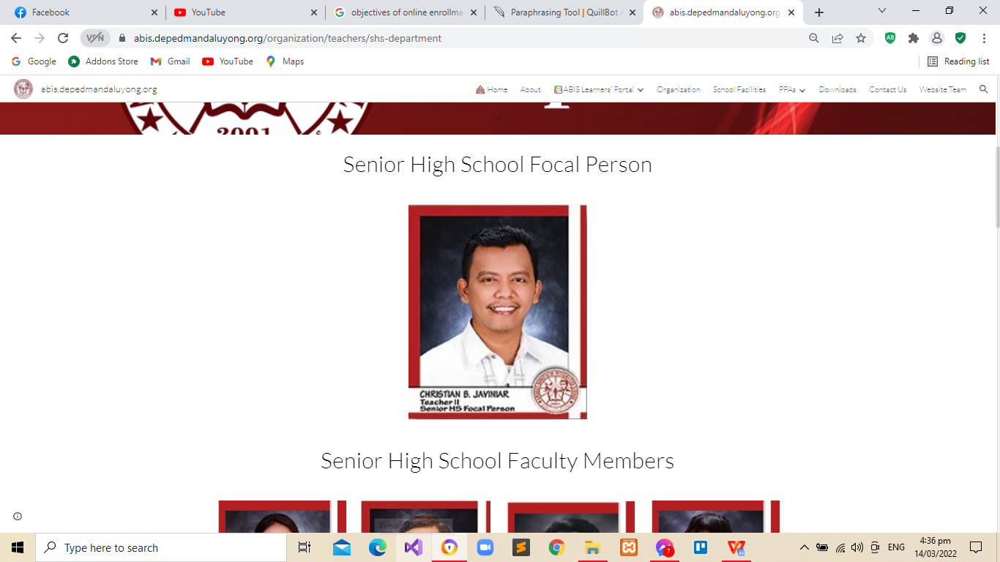 Facebook
YouTube
objectives of online enrollme
Paraphrasing Tool | QuillBot
abis.depedmandaluyong.org
VPN
abis.depedmandaluyong.org/organization/teachers/shs-department
Google
Addons Store
Gmail
YouTube
Maps
Reading list
abis.depedmandaluyong.org
Home
About
ABIS Learners' Portal
Organization
School Facilities
PPAs
Downloads
Contact Us
Website Team
2001
Senior High School Focal Person
CHRISTIAN B. JAVINIAR
Teacher II
Senior HS Focal Person
Senior High School Faculty Members
Visual Studio 2019
Type here to search
7
ENG
4:36 pm
14/03/2022